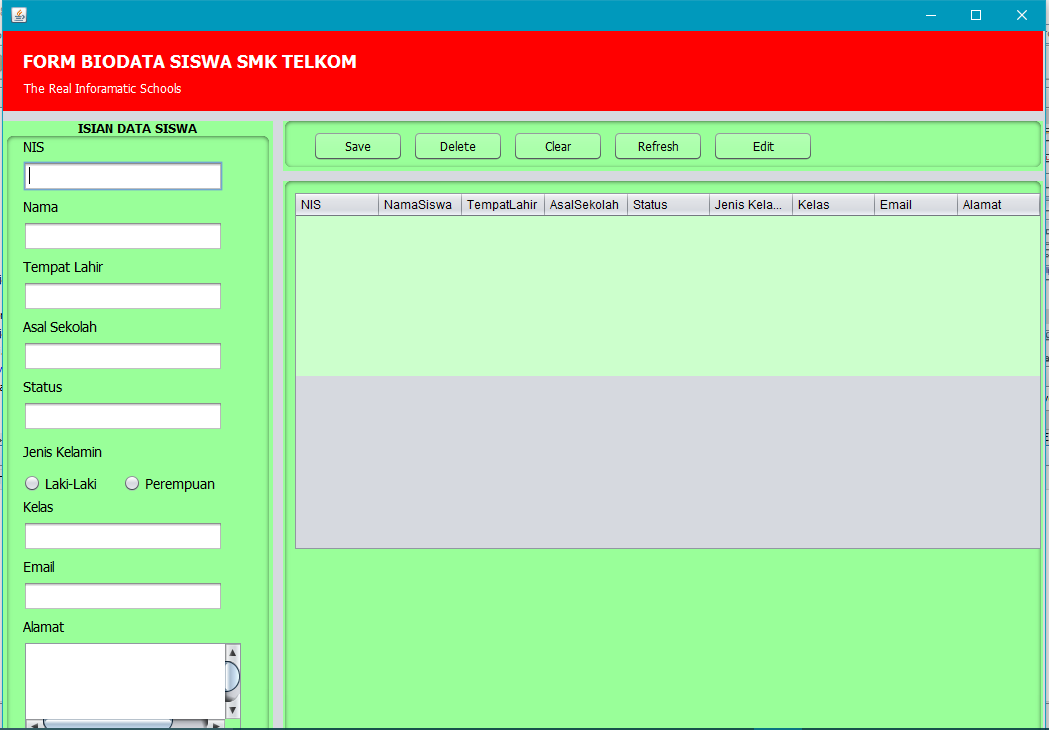 FORM BIODATA SISWA SMK TELKOM
The Real Inforamatic Schools
ISIAN DATA SISWA
NIS
Nama
Tempat Lahir
Asal Sekolah
Status
Jenis Kelamin
Laki-Laki Perempuan
Kelas
Email
Alamat
Save Delete Clear Refresh Edit
NIS NamaSiswa TempatLahir AsalSekolah Status Jenis Kela... Kelas Email Alamat